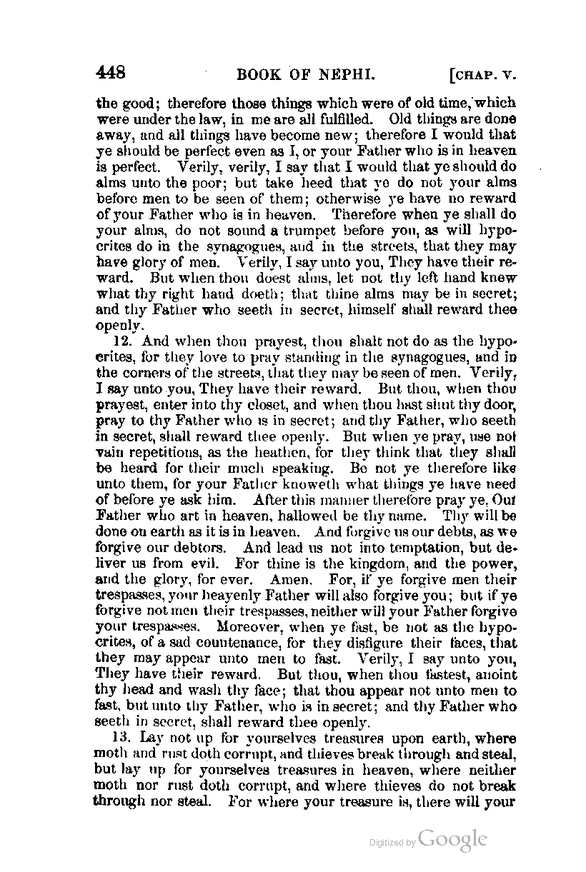 448 BOOK OF NEPHI. [CHAP. V.
the good; therefore those things which were of old time, which
were under the law, in me are all fulfilled. Old things are done
away, and all things have become new; therefore I would that
ye should be perfect even as I, or your Father who is in heaven
is perfect. Verily, verily, I say that I would that ye should do
alms unto the poor; but take heed that ye do not your alms
before men to be seen of them; otherwise ye have no reward
of your Father who is in heaven. Therefore when ye shall do
your alms, do not sound a trumpet before you, as will hypo-
crites do in the synagogues, and in the streets, that they may
have glory of men. Verily, I say unto you, They have their re-
ward. But when thou doest alms, let not thy left hand knew
what thy right hand doeth; that thine alms may be in secret;
and thy Father who seeth in secret, himself shall reward thee
openly.
12. And when thou prayest, thou shalt not do as the hypo-
crites, for they love to pray standing in the synagogues, and in
the corners of the streets, that they may be seen of men. Verily,
I say unto you, They have their reward. But thou, when thou
prayest, enter into thy closet, and when thou hast shut thy door,
pray to thy Father who is in secret; and thy Father, who seeth
in secret, shall reward thee openly. But when ye pray, use not
vain repetitions, as the heathen, for they think that they shall
be heard for their much speaking. Be not ye therefore like
unto them, for your Father knoweth what things ye have need
of before ye ask him. After this manner therefore pray ye, Our
Father who art in heaven, hallowed be thy name. Thy will be
done on earth as it is in heaven. And forgive us our debts, as we
forgive our debtors. And lead us not into temptation, but de-
liver us from evil. For thine is the kingdom, and the power,
and the glory, for ever. Amen. For, if ye forgive men their
trespasses, your heavenly Father will also forgive you; but if ye
forgive not men their trespasses, neither will your Father forgive
your trespasses. Moreover, when ye fast, be not as the hypo-
crites, of a sad countenance, for they disfigure their faces, that
they may appear unto men to fast. Verily, I say unto you,
They have their reward. But thou, when thou fastest, anoint
thy head and wash thy face; that thou appear not unto men to
fast, but unto thy Father, who is in secret; and thy Father who
seeth in secret, shall reward thee openly.
13. Lay not up for yourselves treasures upon earth, where
moth and rust doth corrupt, and thieves break through and steal,
but lay up for yourselves treasures in heaven, where neither
moth nor rust doth corrupt, and where thieves do not break
through nor steal. For where your treasure is, there will your
Digitized by Google